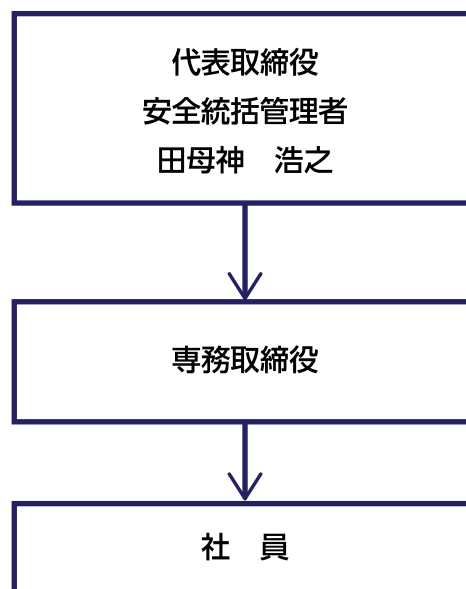 代表取締役
安全統括管理者
田母神　浩之
専務取締役
社　員